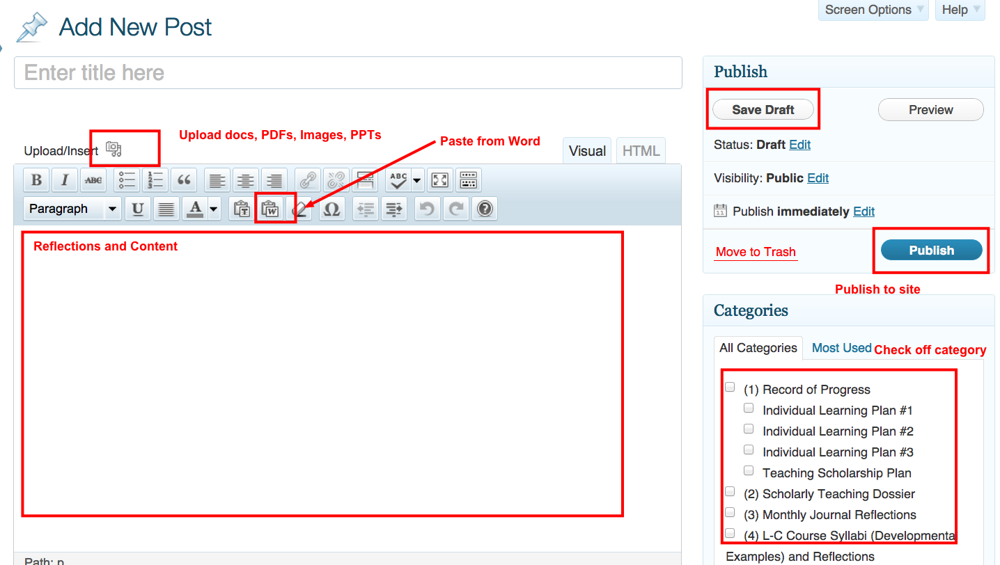 Screen Options
Help
Add New Post
Enter title here
Upload/Insert
Upload docs, PDFs, Images, PPTs
Paste from Word
Visual
HTML
B I ABC
ABC
Paragraph
U
A
T
W
Ω
?
Reflections and Content
Path: p
Publish
Save Draft
Preview
Status: Draft Edit
Visibility: Public Edit
11 Publish immediately Edit
Move to Trash
Publish
Publish to site
Categories
All Categories
Most Used
Check off category
(1) Record of Progress
Individual Learning Plan #1
Individual Learning Plan #2
Individual Learning Plan #3
Teaching Scholarship Plan
(2) Scholarly Teaching Dossier
(3) Monthly Journal Reflections
(4) L-C Course Syllabi (Developmenta
Examples) and Reflections